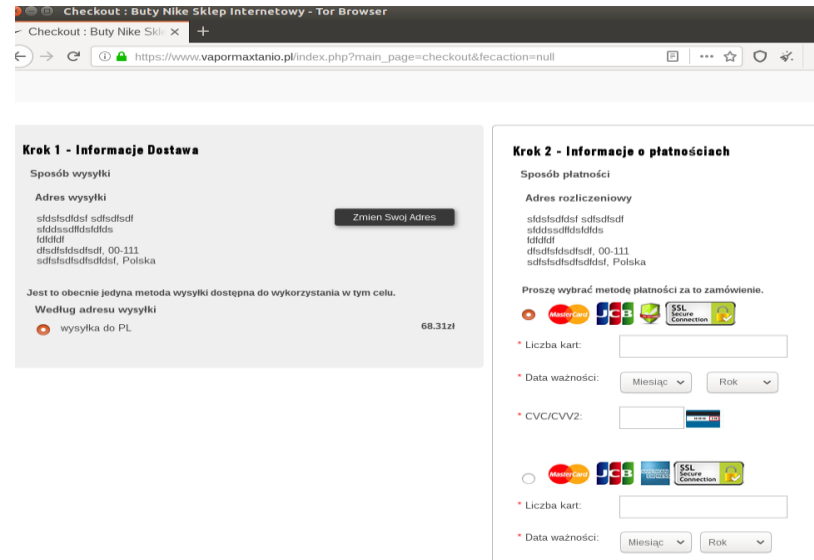 Checkout : Buty Nike Sklep Internetowy - Tor Browser
Checkout : Buty Nike Skle
https://www.vapormaxtanio.pl/index.php?main_page=checkout&fecaction=null
Krok 1 - Informacje Dostawa
Sposób wysyłki
Adres wysyłki
Zmien Swoj Adres
sfdsfsdfdsf sdfsdfsdf
sfddssdffdsfdfds
fdfdfdf
dfsdfsfdsdfsdf, 00-111
sdfsfsdfsdfsdfdsf, Polska
Jest to obecnie jedyna metoda wysyłki dostępna do wykorzystania w tym celu.
Według adresu wysyłki
wysyłka do PL 68.31zł
Krok 2 - Informacje o płatnościach
Sposób płatności
Adres rozliczeniowy
sfdsfsdfdsf sdfsdfsdf
sfddssdffdsfdfds
fdfdfdf
dfsdfsfdsdfsdf, 00-111
sdfsfsdfsdfsdfdsf, Polska
Proszę wybrać metodę płatności za to zamówienie.
MasterCard JCB SSL Secure Connection
* Liczba kart:
* Data ważności: Miesiąc Rok
* CVC/CVV2:
MasterCard JCB SSL Secure Connection
* Liczba kart:
* Data ważności: Miesiąc Rok